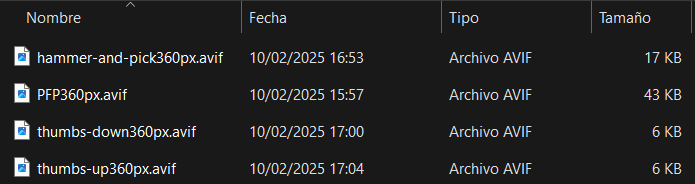 Nombre Fecha Tipo Tamaño
hammer-and-pick360px.avif 10/02/2025 16:53 Archivo AVIF 17 KB
PFP360px.avif 10/02/2025 15:57 Archivo AVIF 43 KB
thumbs-down360px.avif 10/02/2025 17:00 Archivo AVIF 6 KB
thumbs-up360px.avif 10/02/2025 17:04 Archivo AVIF 6 KB